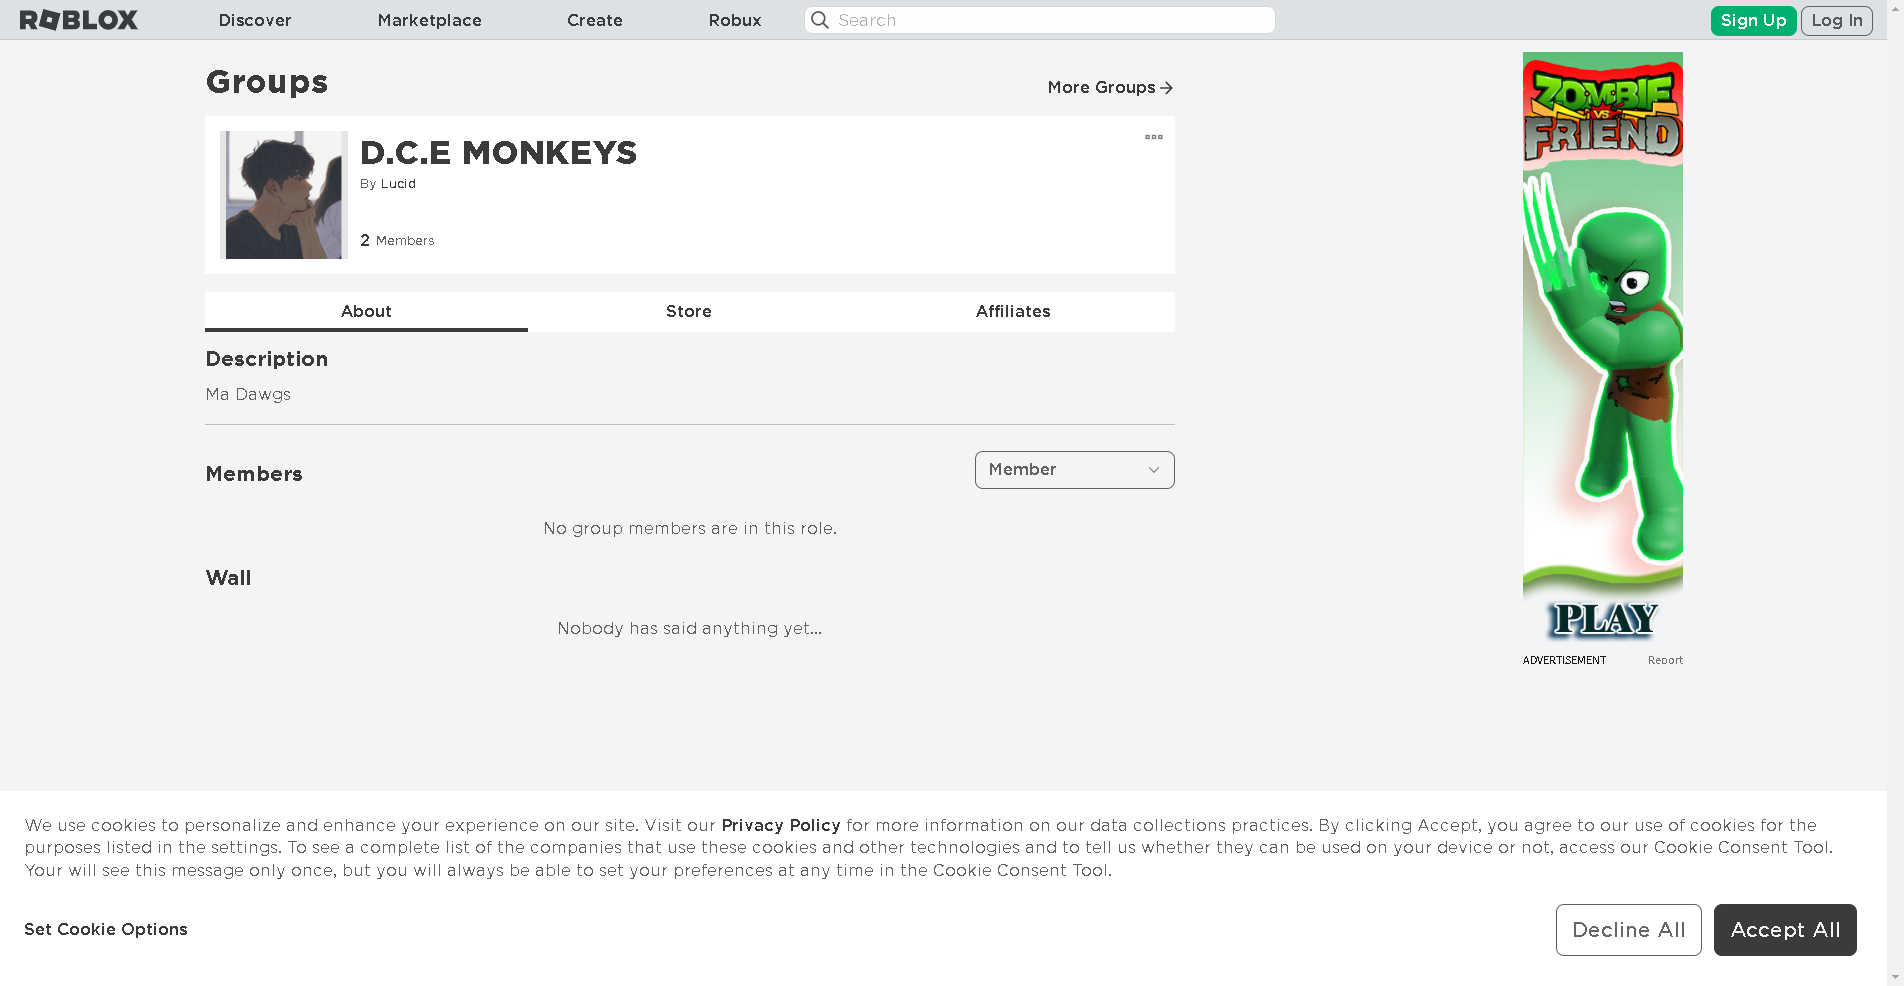 ROBLOX Discover Marketplace Create Robux Search Sign Up Log In
Groups
More Groups
D.C.E MONKEYS
By Lucid
2 Members
About Store Affiliates
Description
Ma Dawgs
Members
Member
No group members are in this role.
Wall
Nobody has said anything yet...
ZOMBIE
VS
FRIEND
PLAY
ADVERTISEMENT Report
We use cookies to personalize and enhance your experience on our site. Visit our Privacy Policy for more information on our data collections practices. By clicking Accept, you agree to our use of cookies for the
purposes listed in the settings. To see a complete list of the companies that use these cookies and other technologies and to tell us whether they can be used on your device or not, access our Cookie Consent Tool.
Your will see this message only once, but you will always be able to set your preferences at any time in the Cookie Consent Tool.
Set Cookie Options
Decline All
Accept All